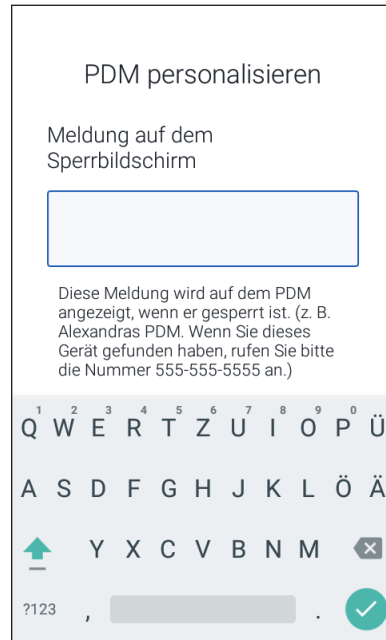 PDM personalisieren
Meldung auf dem
Sperrbildschirm
Diese Meldung wird auf dem PDM
angezeigt, wenn er gesperrt ist. (z. B.
Alexandras PDM. Wenn Sie dieses
Gerät gefunden haben, rufen Sie bitte
die Nummer 555-555-5555 an.)
1 2 3 4 5 6 7 8 9 0
Q W E R T Z U I O P Ü
A S D F G H J K L Ö Ä
Y X C V B N M
?123 , .